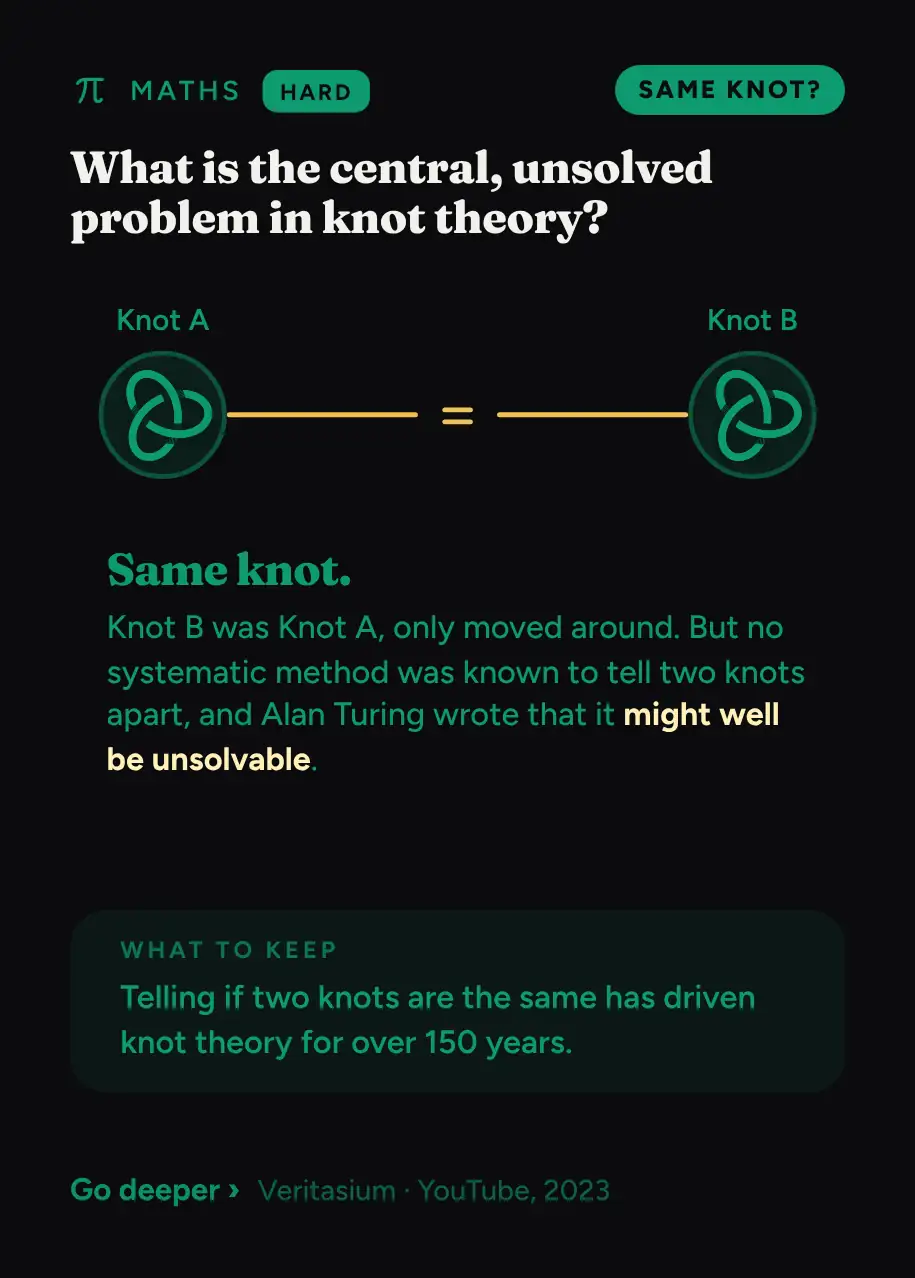 π MATHS HARD SAME KNOT?
What is the central, unsolved
problem in knot theory?
Knot A Knot B
=
Same knot.
Knot B was Knot A, only moved around. But no
systematic method was known to tell two knots
apart, and Alan Turing wrote that it might well
be unsolvable.
WHAT TO KEEP
Telling if two knots are the same has driven
knot theory for over 150 years.
Go deeper › Veritasium · YouTube, 2023